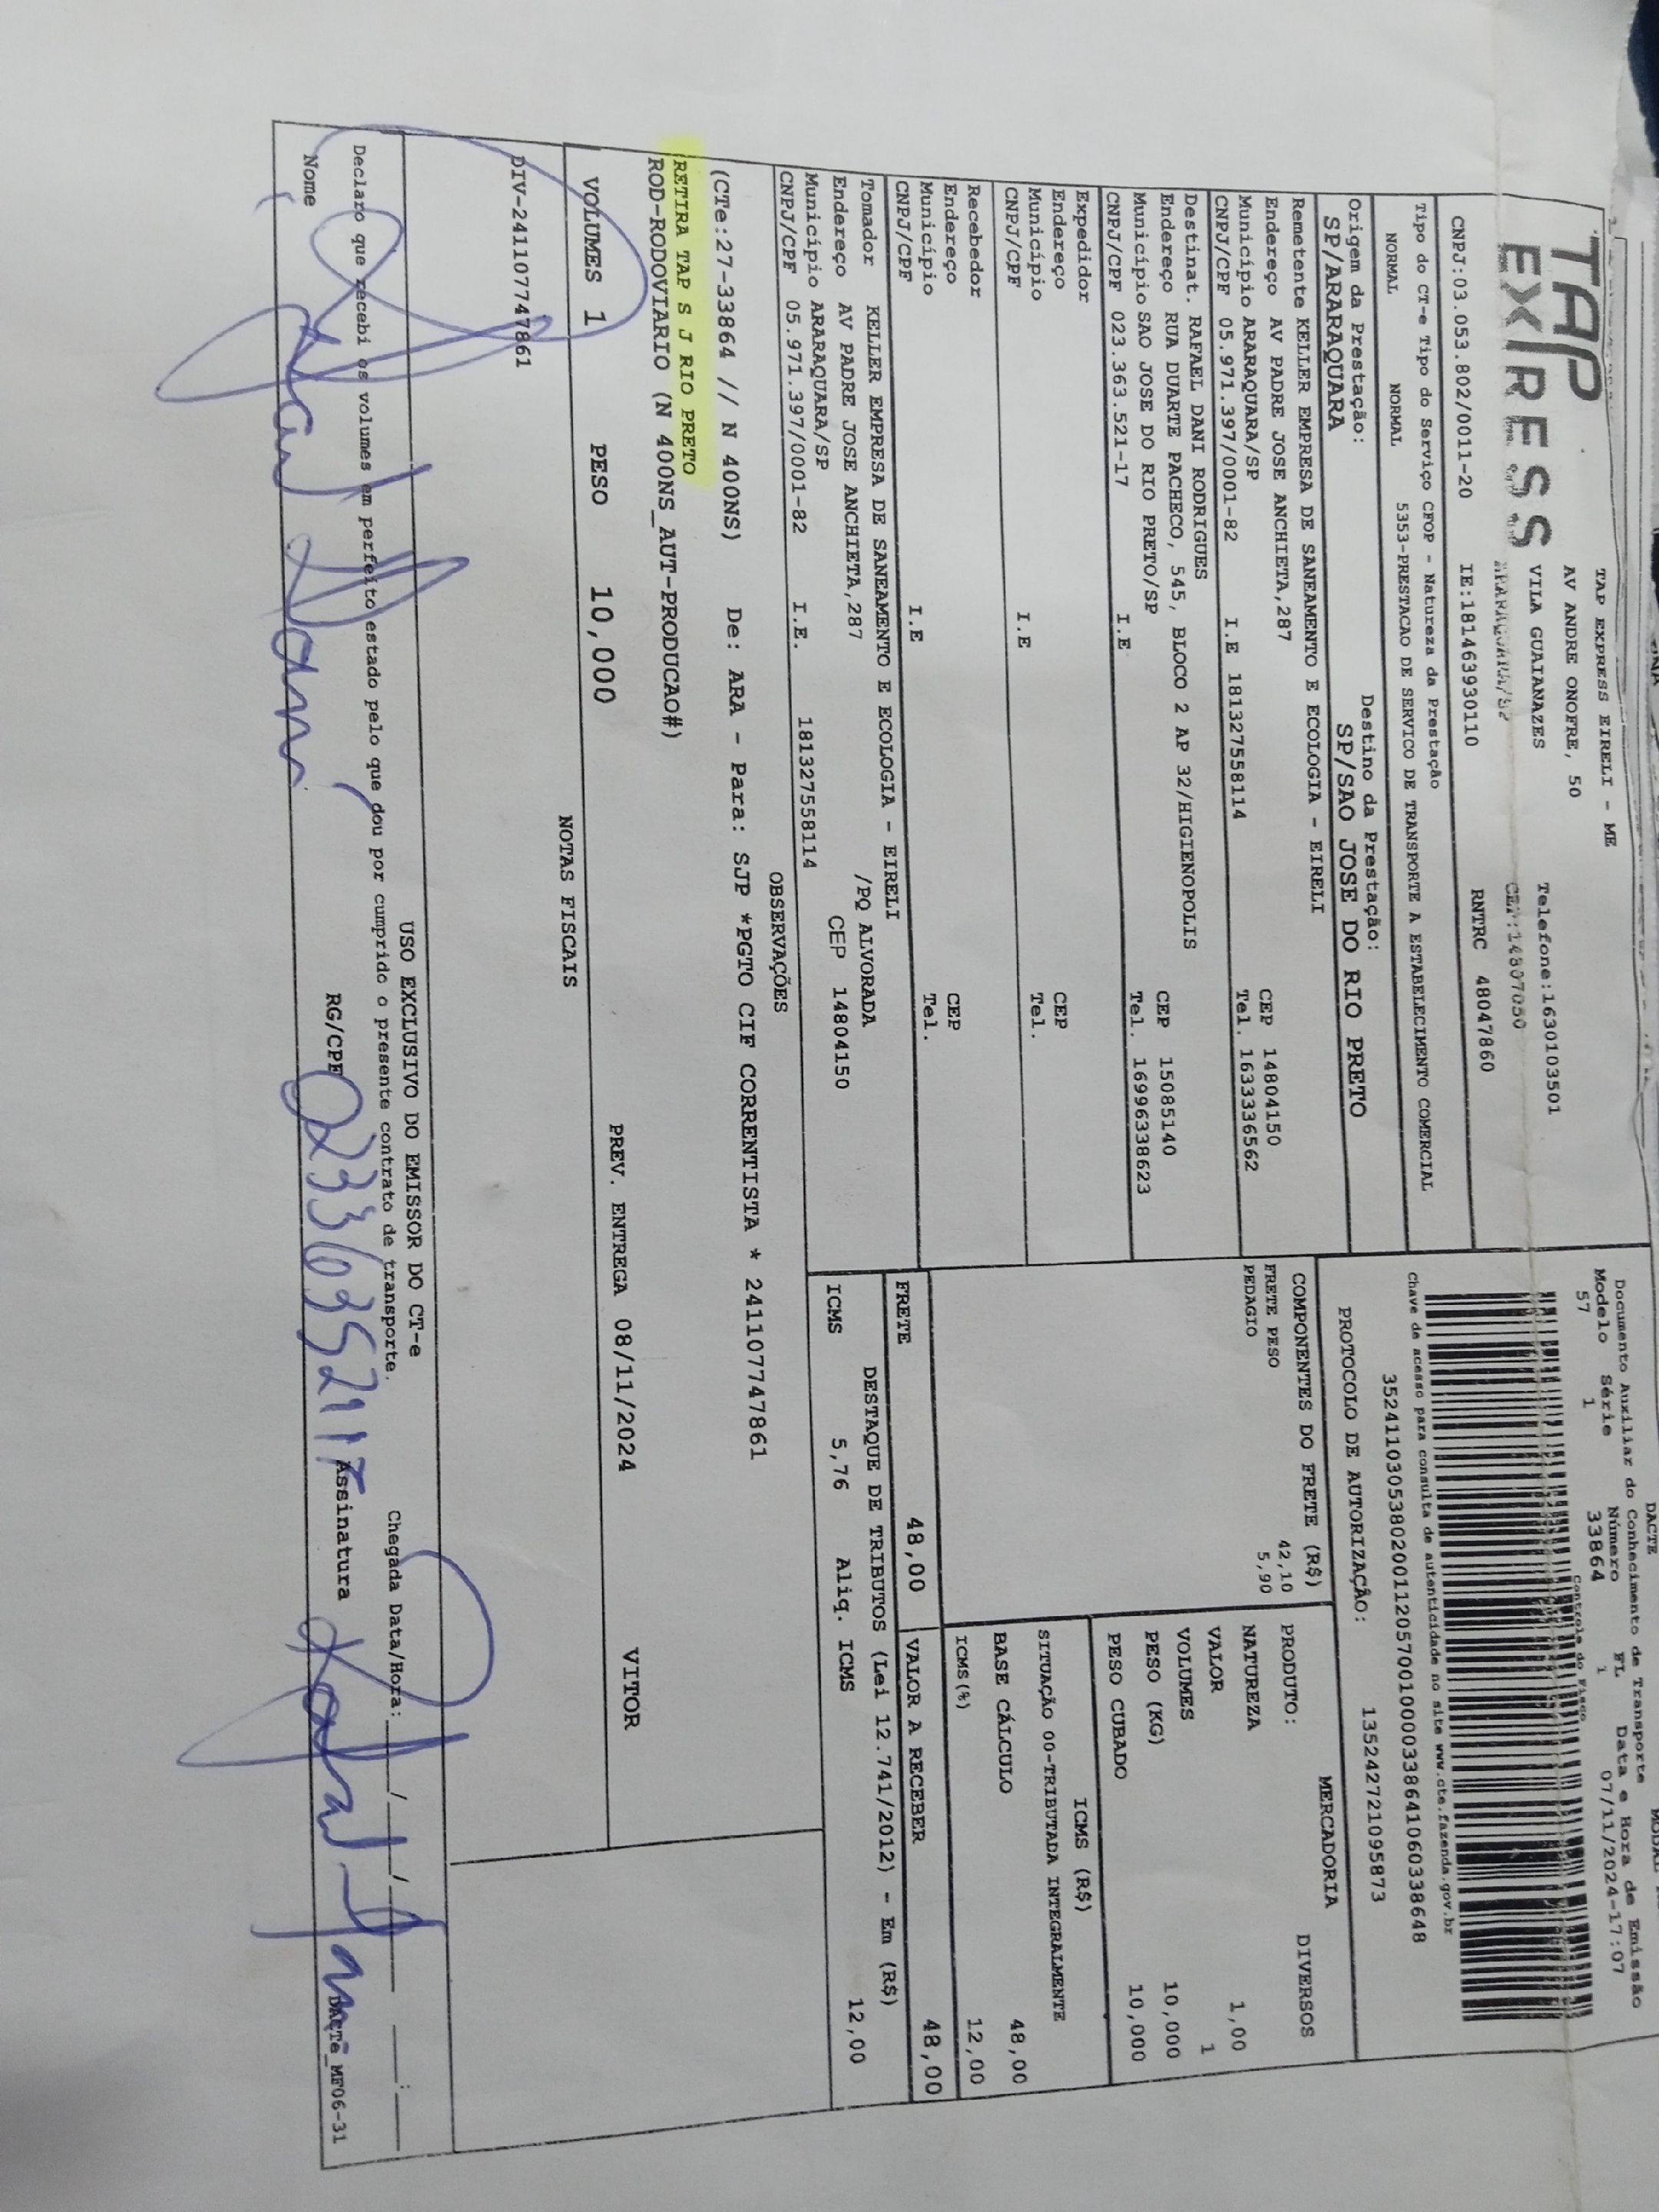 TAP EXPRESS
TAP EXPRESS EIRELI - ME
AV ANDRE ONOFRE, 50
VILA GUAIANAZES
Telefone:1630103501
CEP:14807050
CNPJ:03.053.802/0011-20 IE:181463930110 RNTRC 48047860
DACTE
Documento Auxiliar do Conhecimento de Transporte
Modelo Série Número FL Data e Hora de Emissão
57 1 33864 1 07/11/2024-17:07
Controle do Fisco
Chave de acesso para consulta de autenticidade no site www.cte.fazenda.gov.br
35241103053802001120570010000338641060338648
PROTOCOLO DE AUTORIZAÇÃO: 135242721095873
Tipo do CT-e Tipo do Serviço CFOP - Natureza da Prestação
NORMAL NORMAL 5353-PRESTACAO DE SERVICO DE TRANSPORTE A ESTABELECIMENTO COMERCIAL
Origem da Prestação: Destino da Prestação:
SP/ARARAQUARA SP/SAO JOSE DO RIO PRETO
Remetente KELLER EMPRESA DE SANEAMENTO E ECOLOGIA - EIRELI
Endereço AV PADRE JOSE ANCHIETA,287 CEP 14804150
Município ARARAQUARA/SP Tel. 1633336562
CNPJ/CPF 05.971.397/0001-82 I.E 181327558114
Destinat. RAFAEL DANI RODRIGUES
Endereço RUA DUARTE PACHECO, 545, BLOCO 2 AP 32/HIGIENOPOLIS CEP 15085140
Município SAO JOSE DO RIO PRETO/SP Tel. 16996338623
CNPJ/CPF 023.363.521-17 I.E
Expedidor
Endereço CEP
Município Tel.
CNPJ/CPF I.E
Recebedor
Endereço CEP
Município Tel.
CNPJ/CPF I.E
Tomador KELLER EMPRESA DE SANEAMENTO E ECOLOGIA - EIRELI
Endereço AV PADRE JOSE ANCHIETA,287 /PQ ALVORADA
Município ARARAQUARA/SP CEP 14804150
CNPJ/CPF 05.971.397/0001-82 I.E. 181327558114
COMPONENTES DO FRETE (R$)
FRETE PESO 42,10
PEDAGIO 5,90
MERCADORIA
PRODUTO: DIVERSOS
NATUREZA
VALOR 1,00
VOLUMES 1
PESO (KG) 10,000
PESO CUBADO 10,000
ICMS (R$)
SITUAÇÃO 00-TRIBUTADA INTEGRALMENTE
BASE CÁLCULO 48,00
ICMS(%) 12,00
FRETE 48,00 VALOR A RECEBER 48,00
DESTAQUE DE TRIBUTOS (Lei 12.741/2012) - Em (R$)
ICMS 5,76 Aliq. ICMS 12,00
OBSERVAÇÕES
(CTe:27-33864 // N 400NS) De: ARA - Para: SJP *PGTO CIF CORRENTISTA * 241107747861
RETIRA TAP S J RIO PRETO
ROD-RODOVIARIO (N 400NS_AUT-PRODUCAO#)
VOLUMES 1 PESO 10,000 PREV. ENTREGA 08/11/2024 VITOR
NOTAS FISCAIS
DIV-241107747861
USO EXCLUSIVO DO EMISSOR DO CT-e
Declaro que recebi os volumes em perfeito estado pelo que dou por cumprido o presente contrato de transporte. Chegada Data/Hora: ___/___/_____ ___:___
Nome RG/CPF 02336352117 Assinatura
DACTE_MF06-31